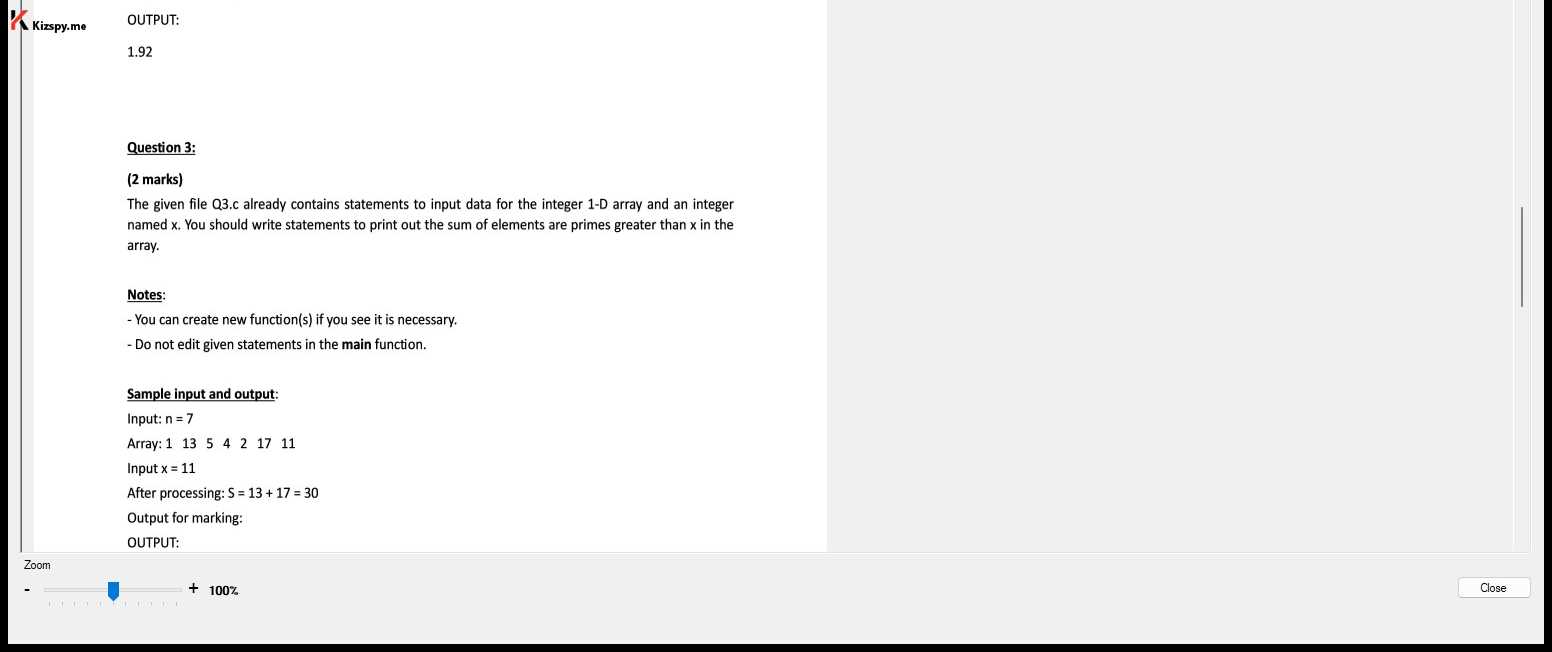 Kizspy.me
OUTPUT:
1.92
Question 3:
(2 marks)
The given file Q3.c already contains statements to input data for the integer 1-D array and an integer
named x. You should write statements to print out the sum of elements are primes greater than x in the
array.
Notes:
- You can create new function(s) if you see it is necessary.
- Do not edit given statements in the main function.
Sample input and output:
Input: n = 7
Array: 1 13 5 4 2 17 11
Input x = 11
After processing: S = 13 + 17 = 30
Output for marking:
OUTPUT:
Zoom
- + 100%
Close